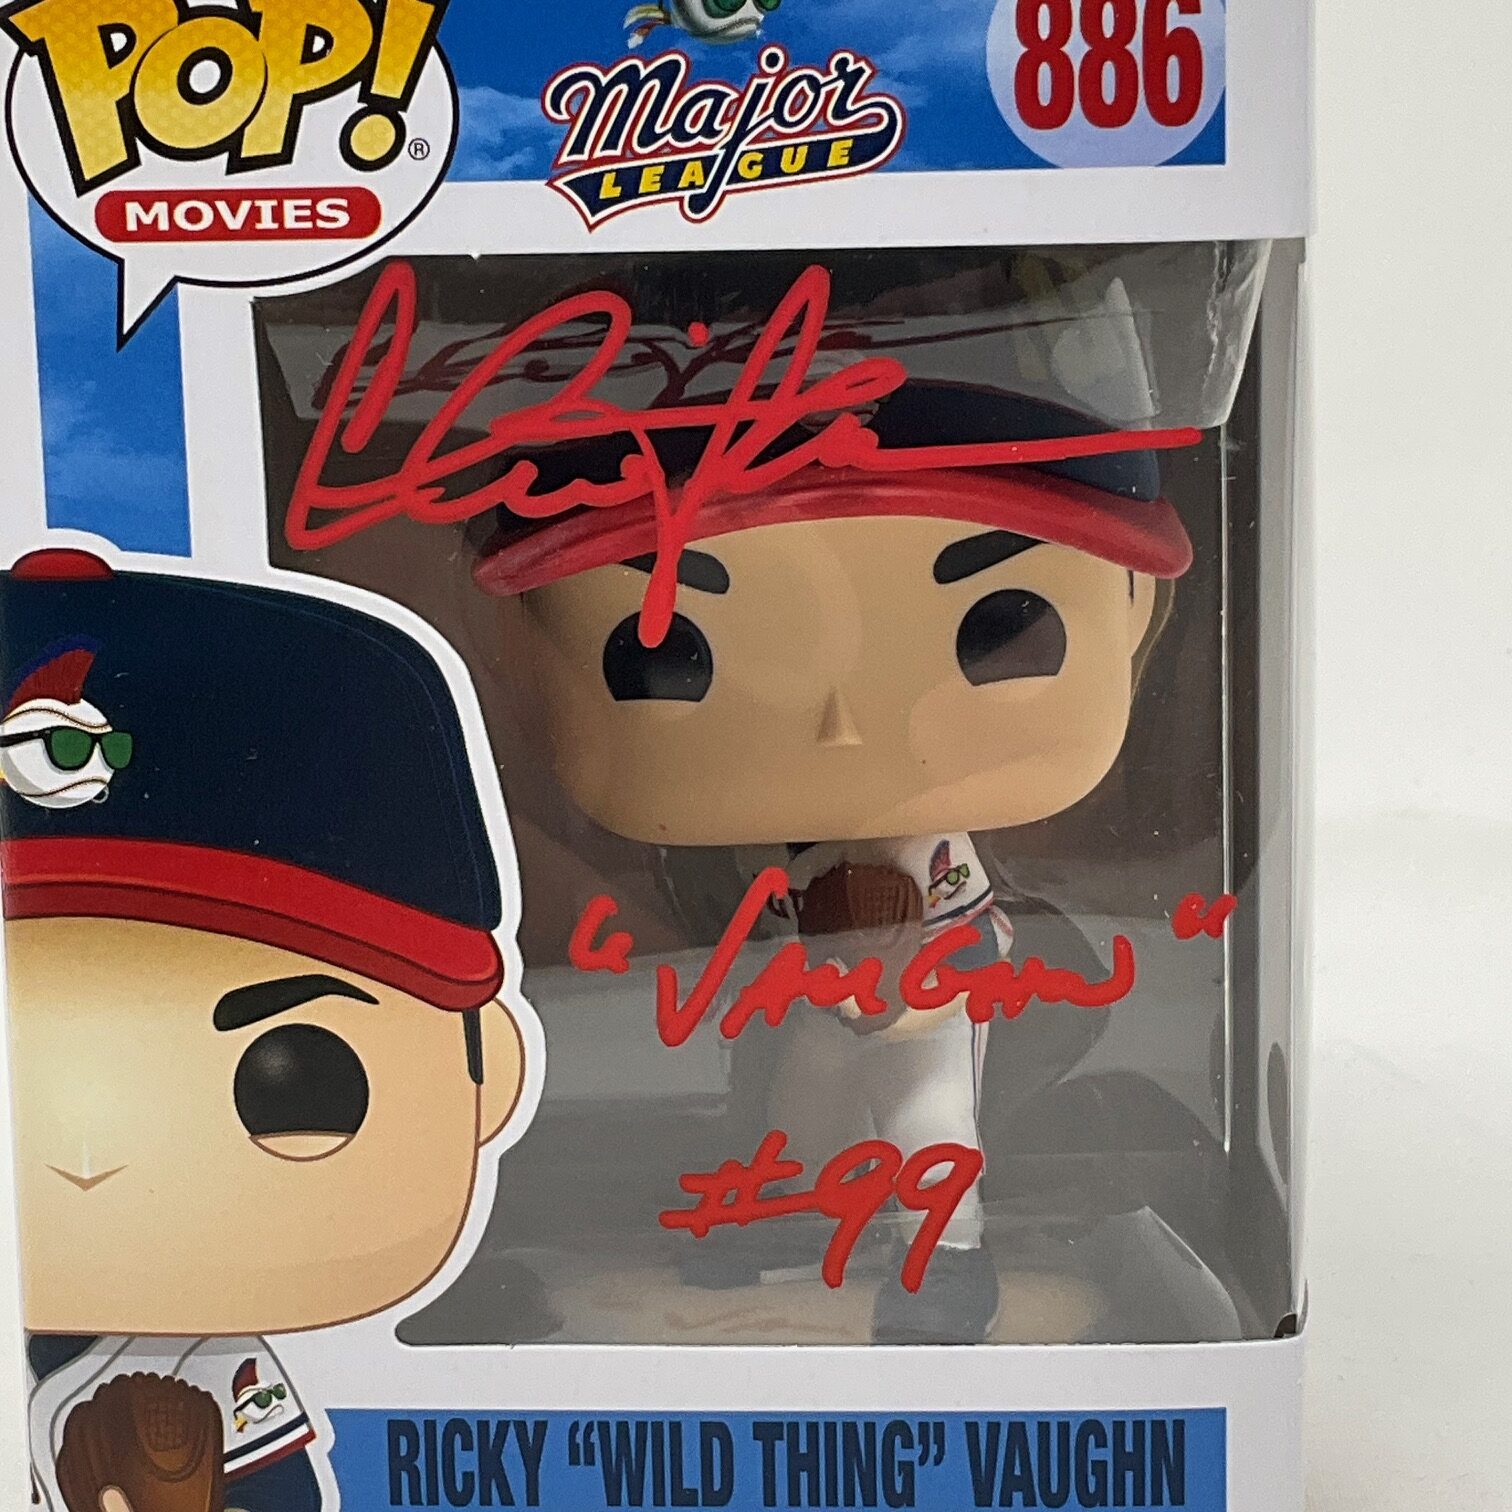 POP!®
MOVIES
Major
LEAGUE
886
"VAUGHN"
#99
RICKY "WILD THING" VAUGHN